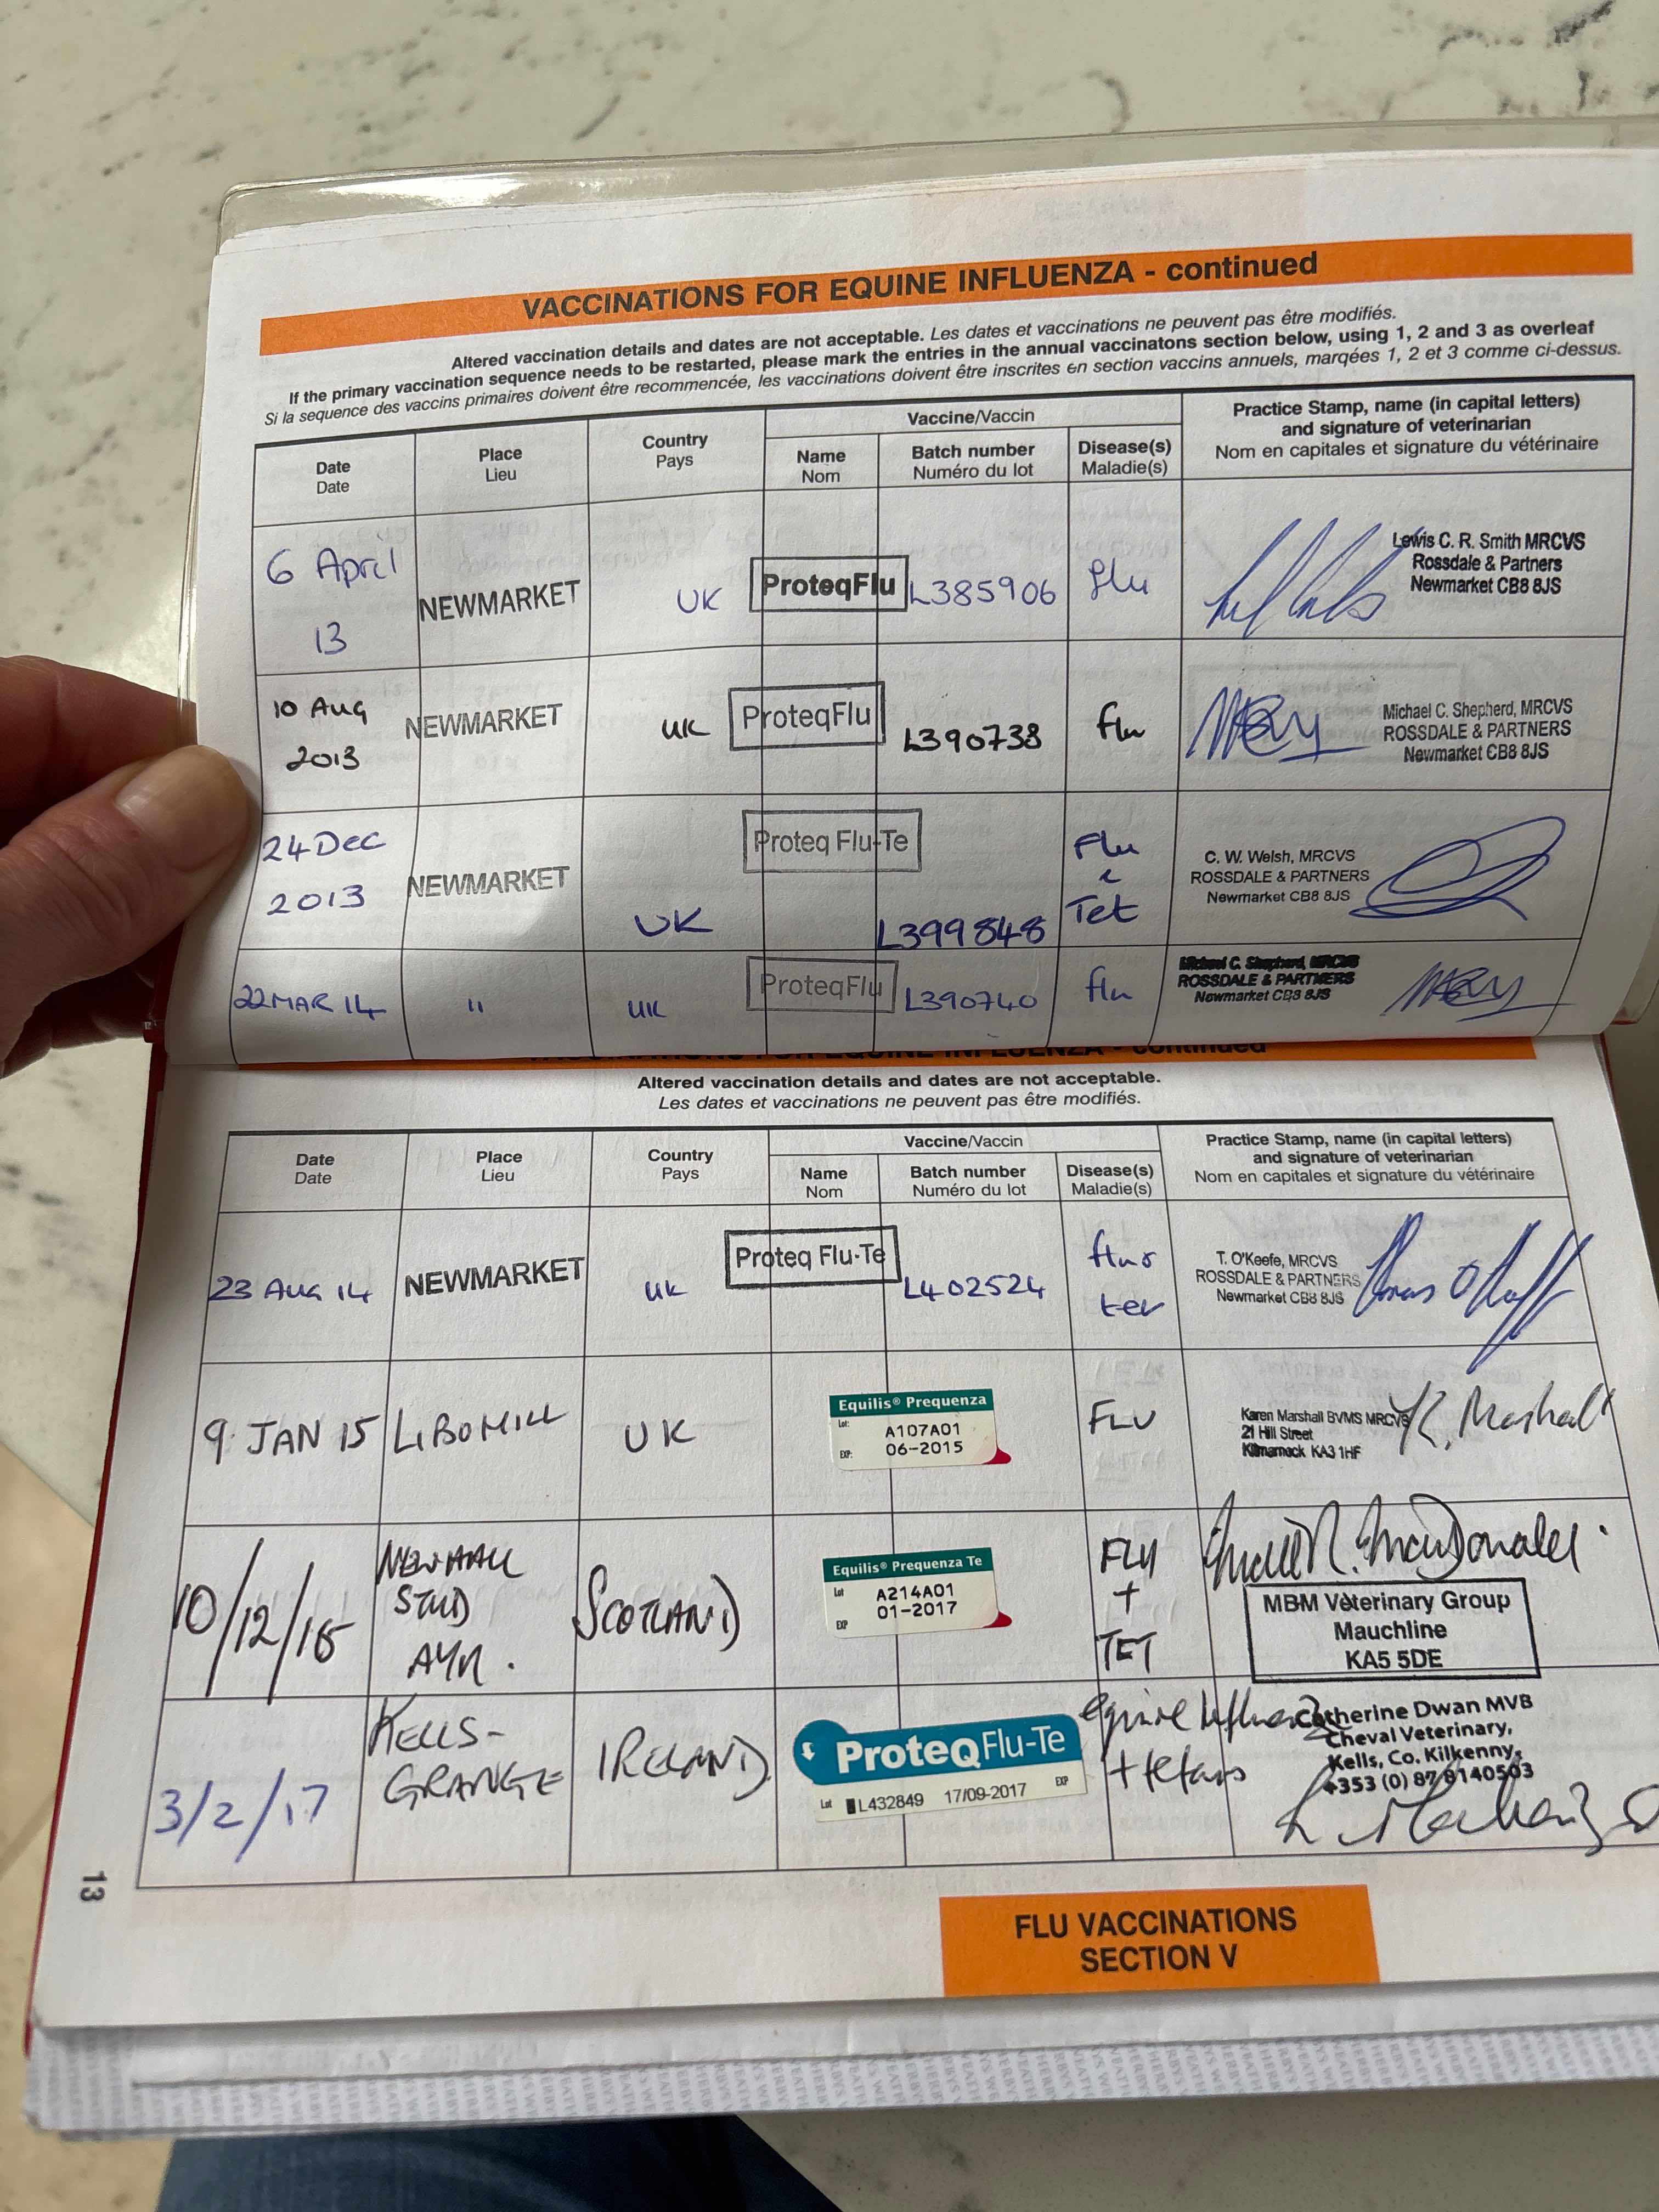 VACCINATIONS FOR EQUINE INFLUENZA - continued
Altered vaccination details and dates are not acceptable. Les dates et vaccinations ne peuvent pas être modifiés.
If the primary vaccination sequence needs to be restarted, please mark the entries in the annual vaccinatons section below, using 1, 2 and 3 as overleaf
Si la sequence des vaccins primaires doivent être recommencée, les vaccinations doivent être inscrites en section vaccins annuels, marqées 1, 2 et 3 comme ci-dessus.
Date
Date
Place
Lieu
Country
Pays
Vaccine/Vaccin
Name
Nom
Batch number
Numéro du lot
Disease(s)
Maladie(s)
Practice Stamp, name (in capital letters)
and signature of veterinarian
Nom en capitales et signature du vétérinaire
6 April
13
NEWMARKET
UK
ProteqFlu
L385906
flu
Lewis C. R. Smith MRCVS
Rossdale & Partners
Newmarket CB8 8JS
10 Aug
2013
NEWMARKET
UK
ProteqFlu
L390738
flu
Michael C. Shepherd, MRCVS
ROSSDALE & PARTNERS
Newmarket CB8 8JS
24 Dec
2013
NEWMARKET
UK
Proteq Flu-Te
L399848
Flu
Tet
C. W. Welsh, MRCVS
ROSSDALE & PARTNERS
Newmarket CB8 8JS
22 MAR 14
"
UK
ProteqFlu
L390740
flu
Michael C. Shepherd, MRCVS
ROSSDALE & PARTNERS
Newmarket CB8 8JS
VACCINATIONS FOR EQUINE INFLUENZA - continued
Altered vaccination details and dates are not acceptable.
Les dates et vaccinations ne peuvent pas être modifiés.
Date
Date
Place
Lieu
Country
Pays
Vaccine/Vaccin
Name
Nom
Batch number
Numéro du lot
Disease(s)
Maladie(s)
Practice Stamp, name (in capital letters)
and signature of veterinarian
Nom en capitales et signature du vétérinaire
23 Aug 14
NEWMARKET
UK
Proteq Flu-Te
L402524
T. O'Keefe, MRCVS
ROSSDALE & PARTNERS
Newmarket CB8 8JS
9 JAN 15
LIBOMILL
UK
Equilis® Prequenza
Lot: A107A01
EXP: 06-2015
FLU
Karen Marshall BVMS MRCVS
21 Hill Street
Kilmarnock KA3 1HF
K. Marshall
10/12/15
NEWHALL
STUD
AYR.
SCOTLAND
Equilis® Prequenza Te
Lot A214A01
EXP 01-2017
FLU
+
TET
MacDonald.
MBM Veterinary Group
Mauchline
KA5 5DE
3/2/17
KELLS-
GRANGE
IRELAND
ProteqFlu-Te
Lot L432849 17/09-2017 EXP
equine Influenza
+ tetanus
Catherine Dwan MVB
Cheval Veterinary,
Kells, Co. Kilkenny,
+353 (0) 87 8140503
13
FLU VACCINATIONS
SECTION V